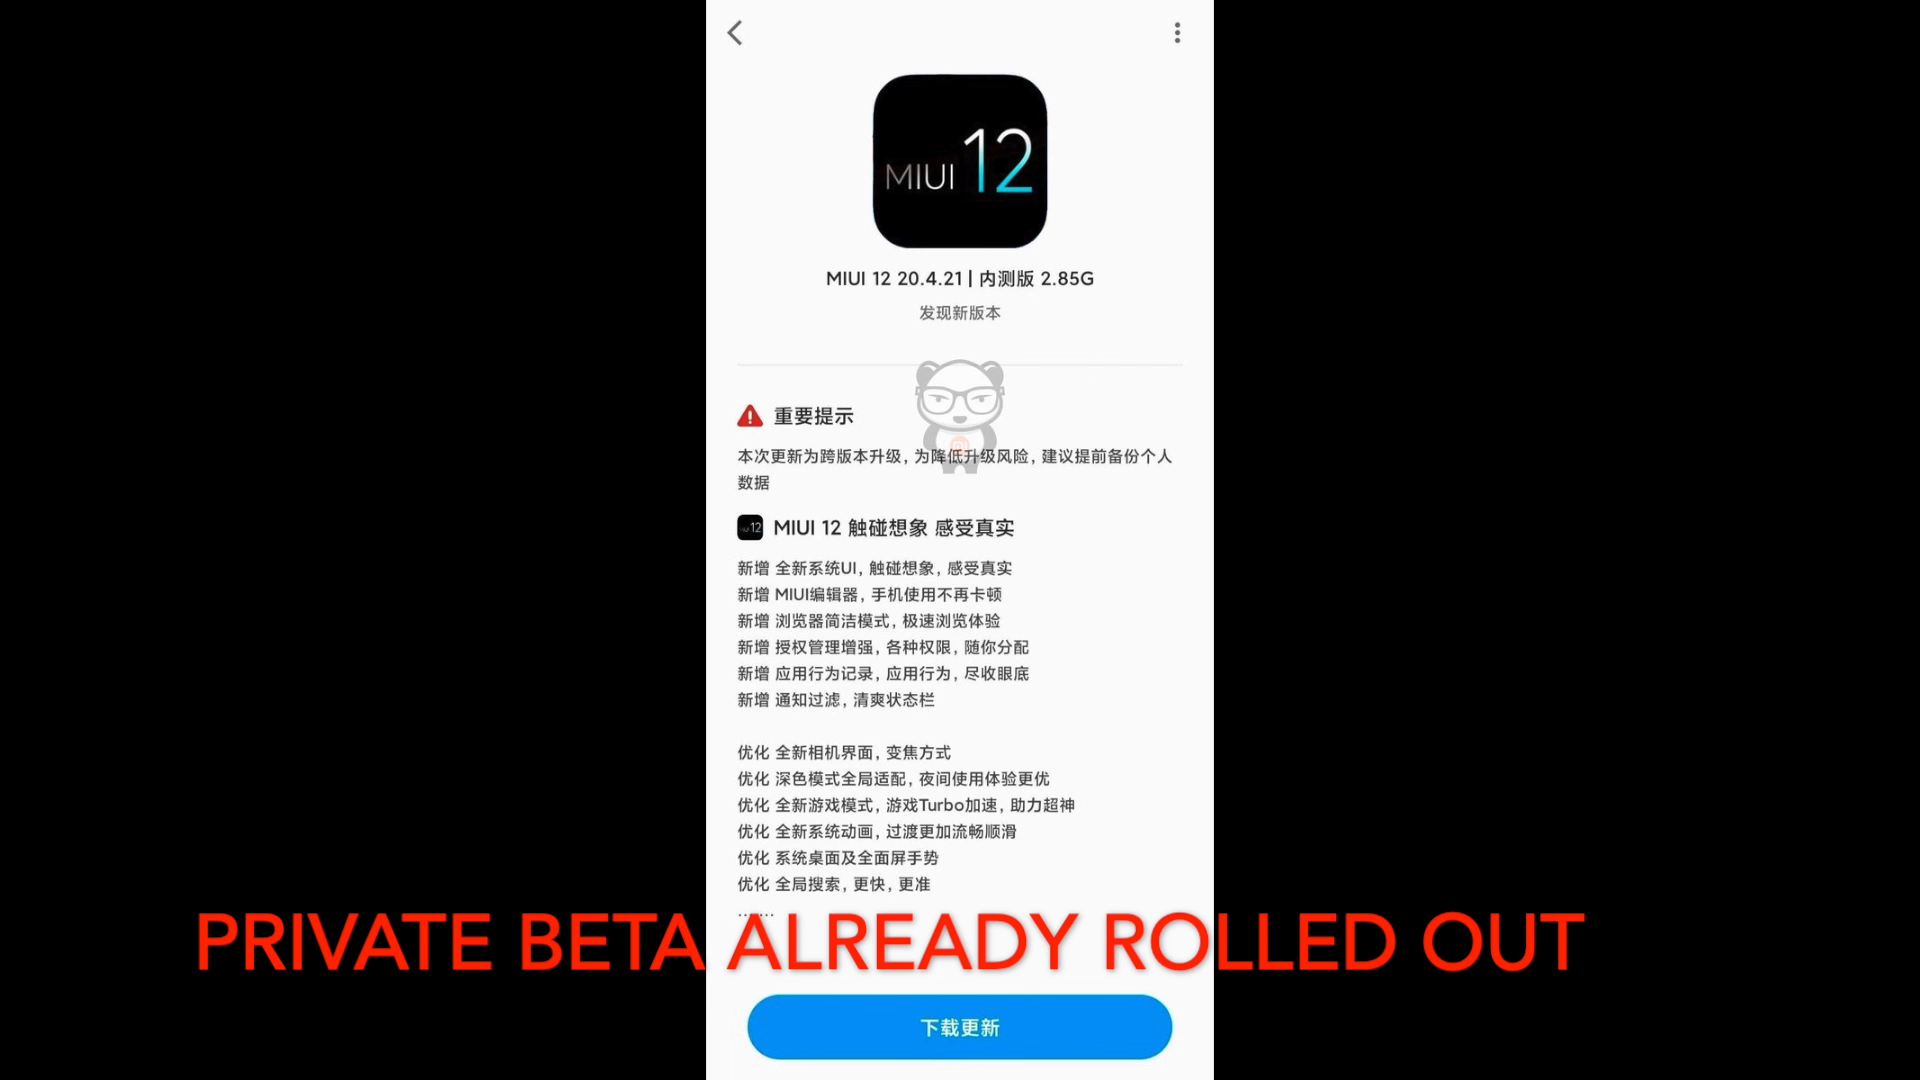 MIUI 12
MIUI 12 20.4.21 | 内测版 2.85G
发现新版本
重要提示
本次更新为跨版本升级, 为降低升级风险, 建议提前备份个人
数据
MIUI 12 触碰想象 感受真实
新增 全新系统UI, 触碰想象, 感受真实
新增 MIUI编辑器, 手机使用不再卡顿
新增 浏览器简洁模式, 极速浏览体验
新增 授权管理增强, 各种权限, 随你分配
新增 应用行为记录, 应用行为, 尽收眼底
新增 通知过滤, 清爽状态栏
优化 全新相机界面, 变焦方式
优化 深色模式全局适配, 夜间使用体验更优
优化 全新游戏模式, 游戏Turbo加速, 助力超神
优化 全新系统动画, 过渡更加流畅顺滑
优化 系统桌面及全面屏手势
优化 全局搜索, 更快, 更准
......
PRIVATE BETA ALREADY ROLLED OUT
下载更新